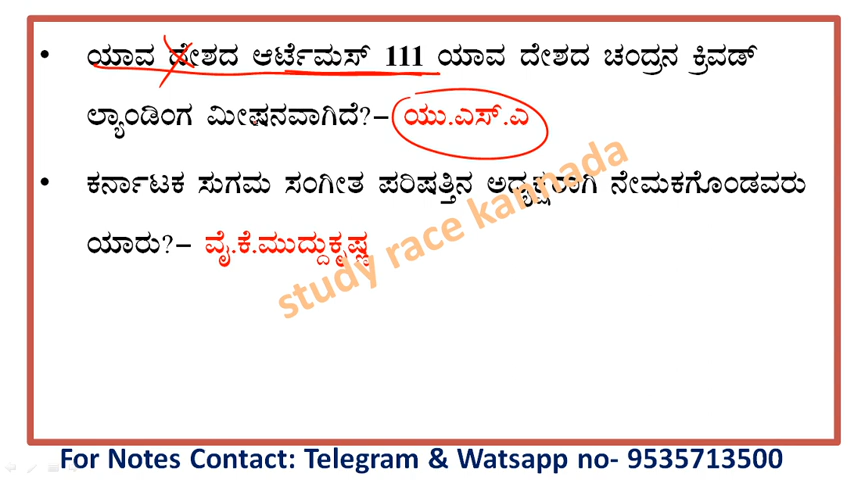 • ಯಾವ ದೇಶದ ಆರ್ಟೆಮಸ್ 111 ಯಾವ ದೇಶದ ಚಂದ್ರನ ಕ್ರಿವಡ್
ಲ್ಯಾಂಡಿಂಗ ಮೀಷನವಾಗಿದೆ?– ಯು.ಎಸ್.ಎ
• ಕರ್ನಾಟಕ ಸುಗಮ ಸಂಗೀತ ಪರಿಷತ್ತಿನ ಅಧ್ಯಕ್ಷರಾಗಿ ನೇಮಕಗೊಂಡವರು
ಯಾರು?– ವೈ.ಕೆ.ಮುದ್ದುಕೃಷ್ಣ
study race kannada
For Notes Contact: Telegram & Watsapp no- 9535713500